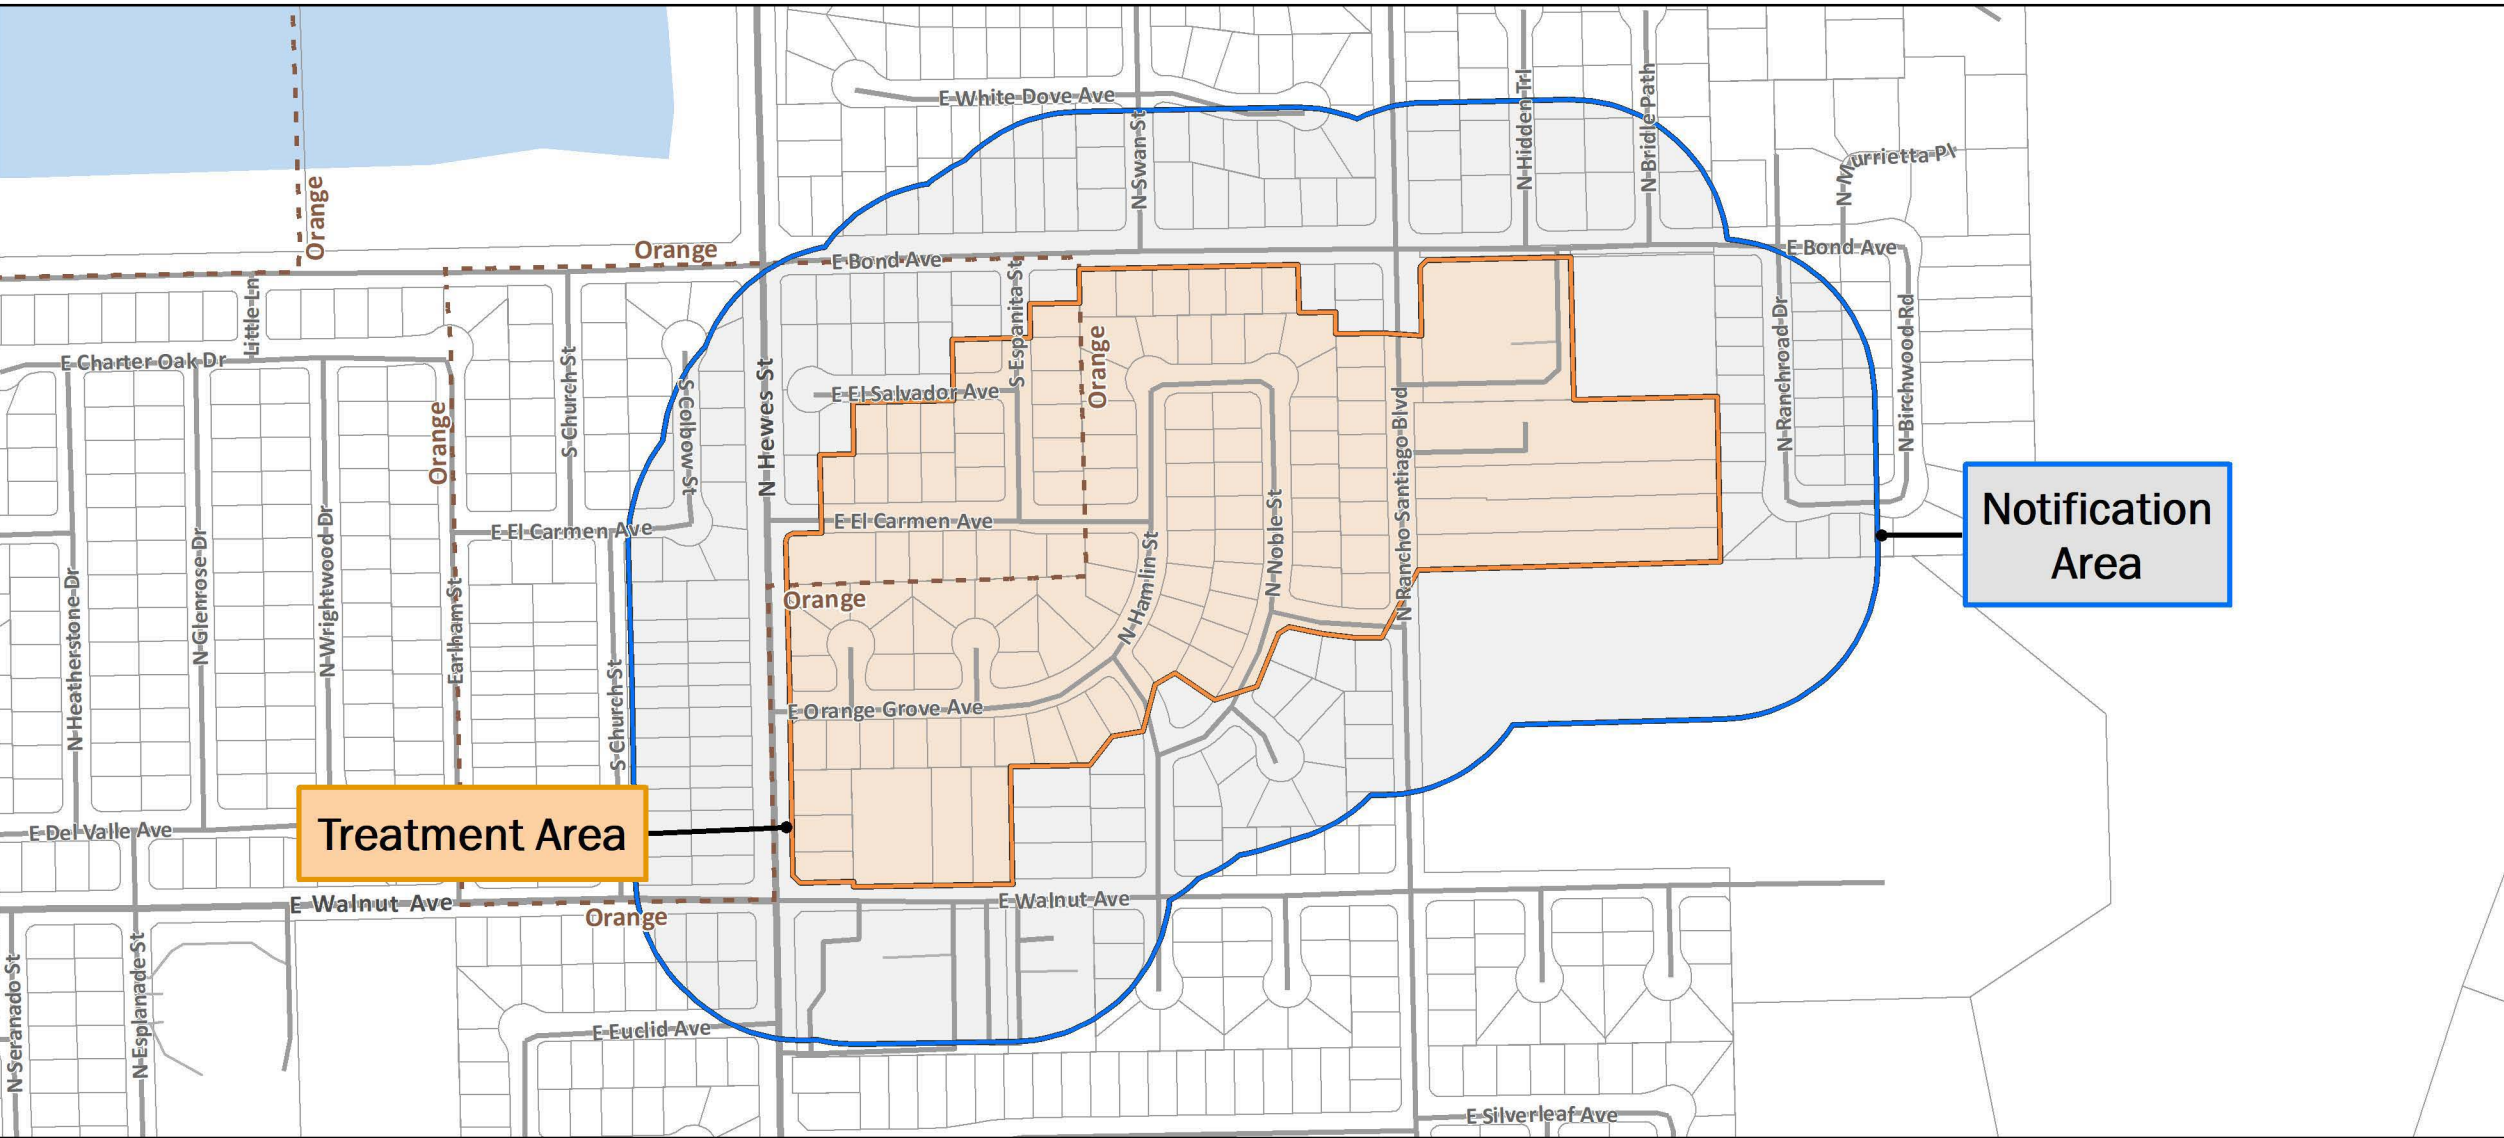 E White Dove Ave
N Swan St
N Hidden Trl
N Bridle Path
N Murrietta Pl
Orange
Orange
E Bond Ave
E Bond Ave
Little Ln
S Espanita St
E Charter Oak Dr
S Church St
S Coldbow St
N Hewes St
E El Salvador Ave
Orange
Orange
N Rancho Santiago Blvd
N Ranchroad Dr
N Birchwood Rd
E El Carmen Ave
E El Carmen Ave
N Noble St
N Hamlin St
Notification
Area
N Heatherstone Dr
N Glenrose Dr
N Wrightwood Dr
Earlham St
S Church St
Orange
E Orange Grove Ave
Treatment Area
E Del Valle Ave
E Walnut Ave
Orange
E Walnut Ave
N Seranado St
N Esplanade St
E Euclid Ave
E Silverleaf Ave